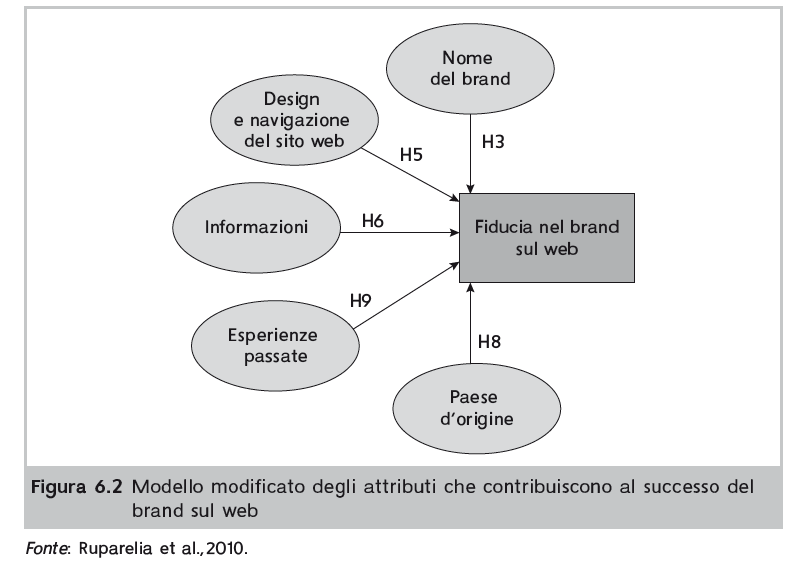 Nome
del brand
Design
e navigazione
del sito web
H5
H3
Informazioni
H6
Fiducia nel brand
sul web
H9
Esperienze
passate
H8
Paese
d'origine
Figura 6.2 Modello modificato degli attributi che contribuiscono al successo del
brand sul web
Fonte: Ruparelia et al.,2010.